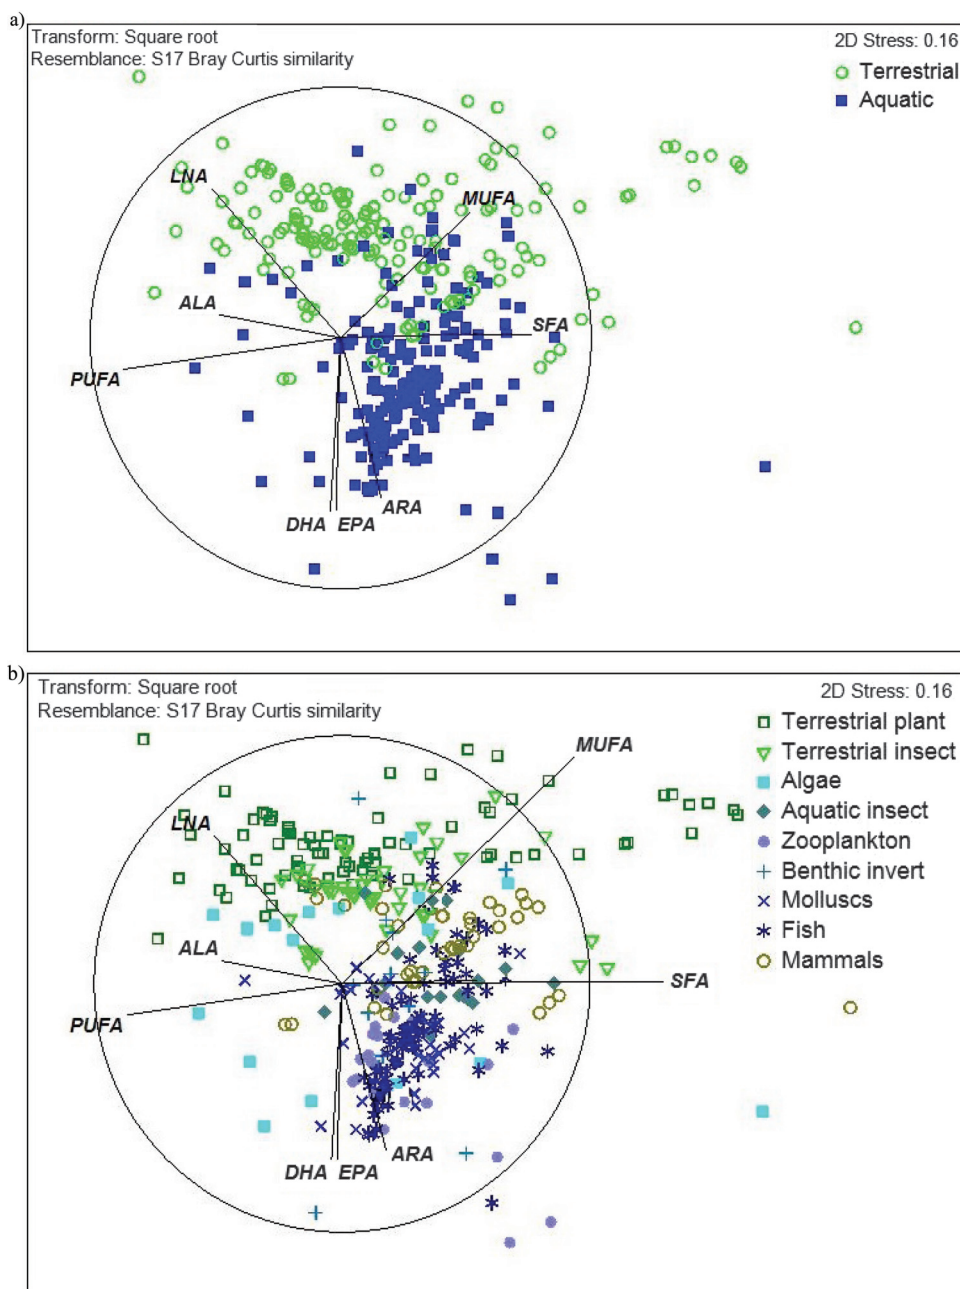 a)
Transform: Square root
Resemblance: S17 Bray Curtis similarity
2D Stress: 0.16
Terrestrial
Aquatic
LNA
MUFA
ALA
SFA
PUFA
DHA EPA ARA
b)
Transform: Square root
Resemblance: S17 Bray Curtis similarity
2D Stress: 0.16
Terrestrial plant
Terrestrial insect
Algae
Aquatic insect
Zooplankton
Benthic invert
Molluscs
Fish
Mammals
MUFA
LNA
ALA
SFA
PUFA
DHA EPA ARA